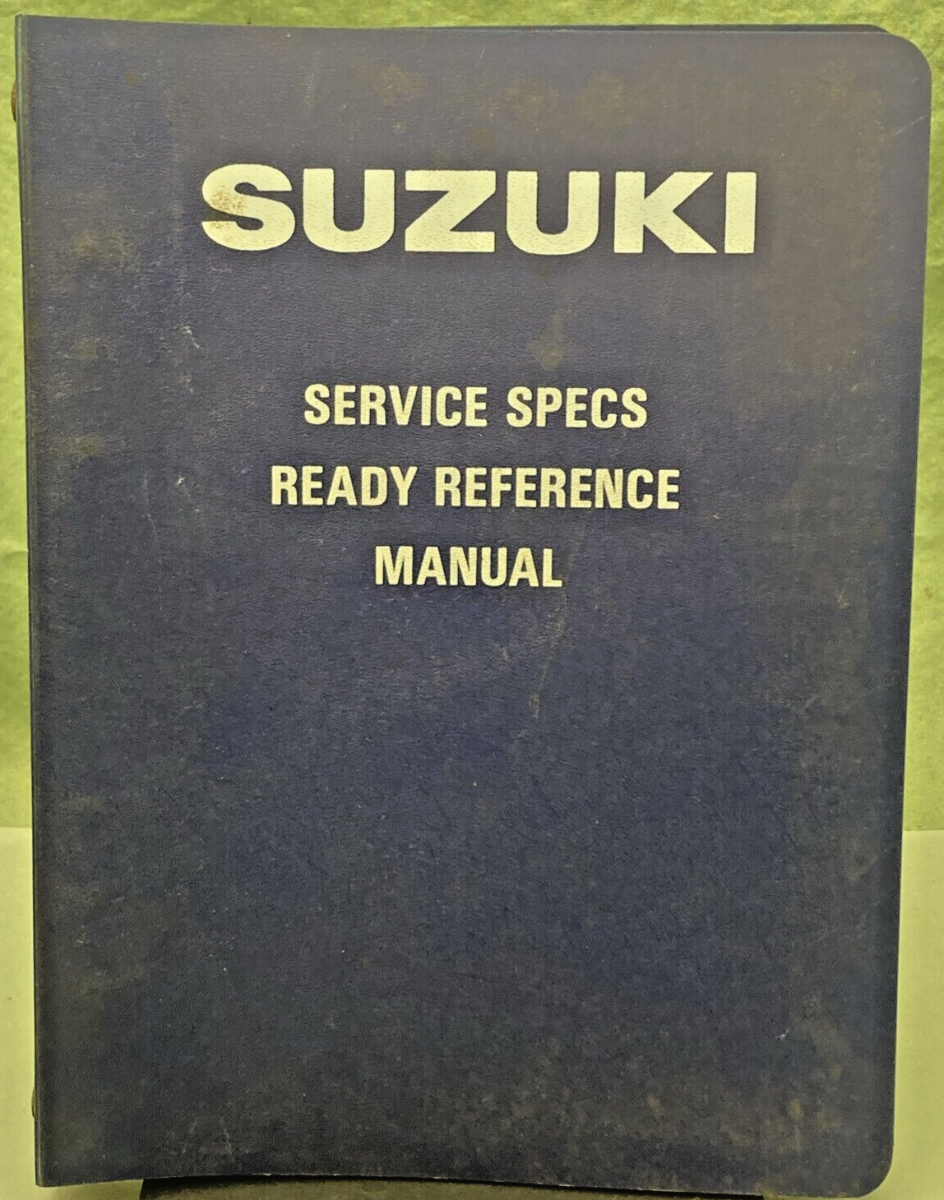 SUZUKI
SERVICE SPECS
READY REFERENCE
MANUAL